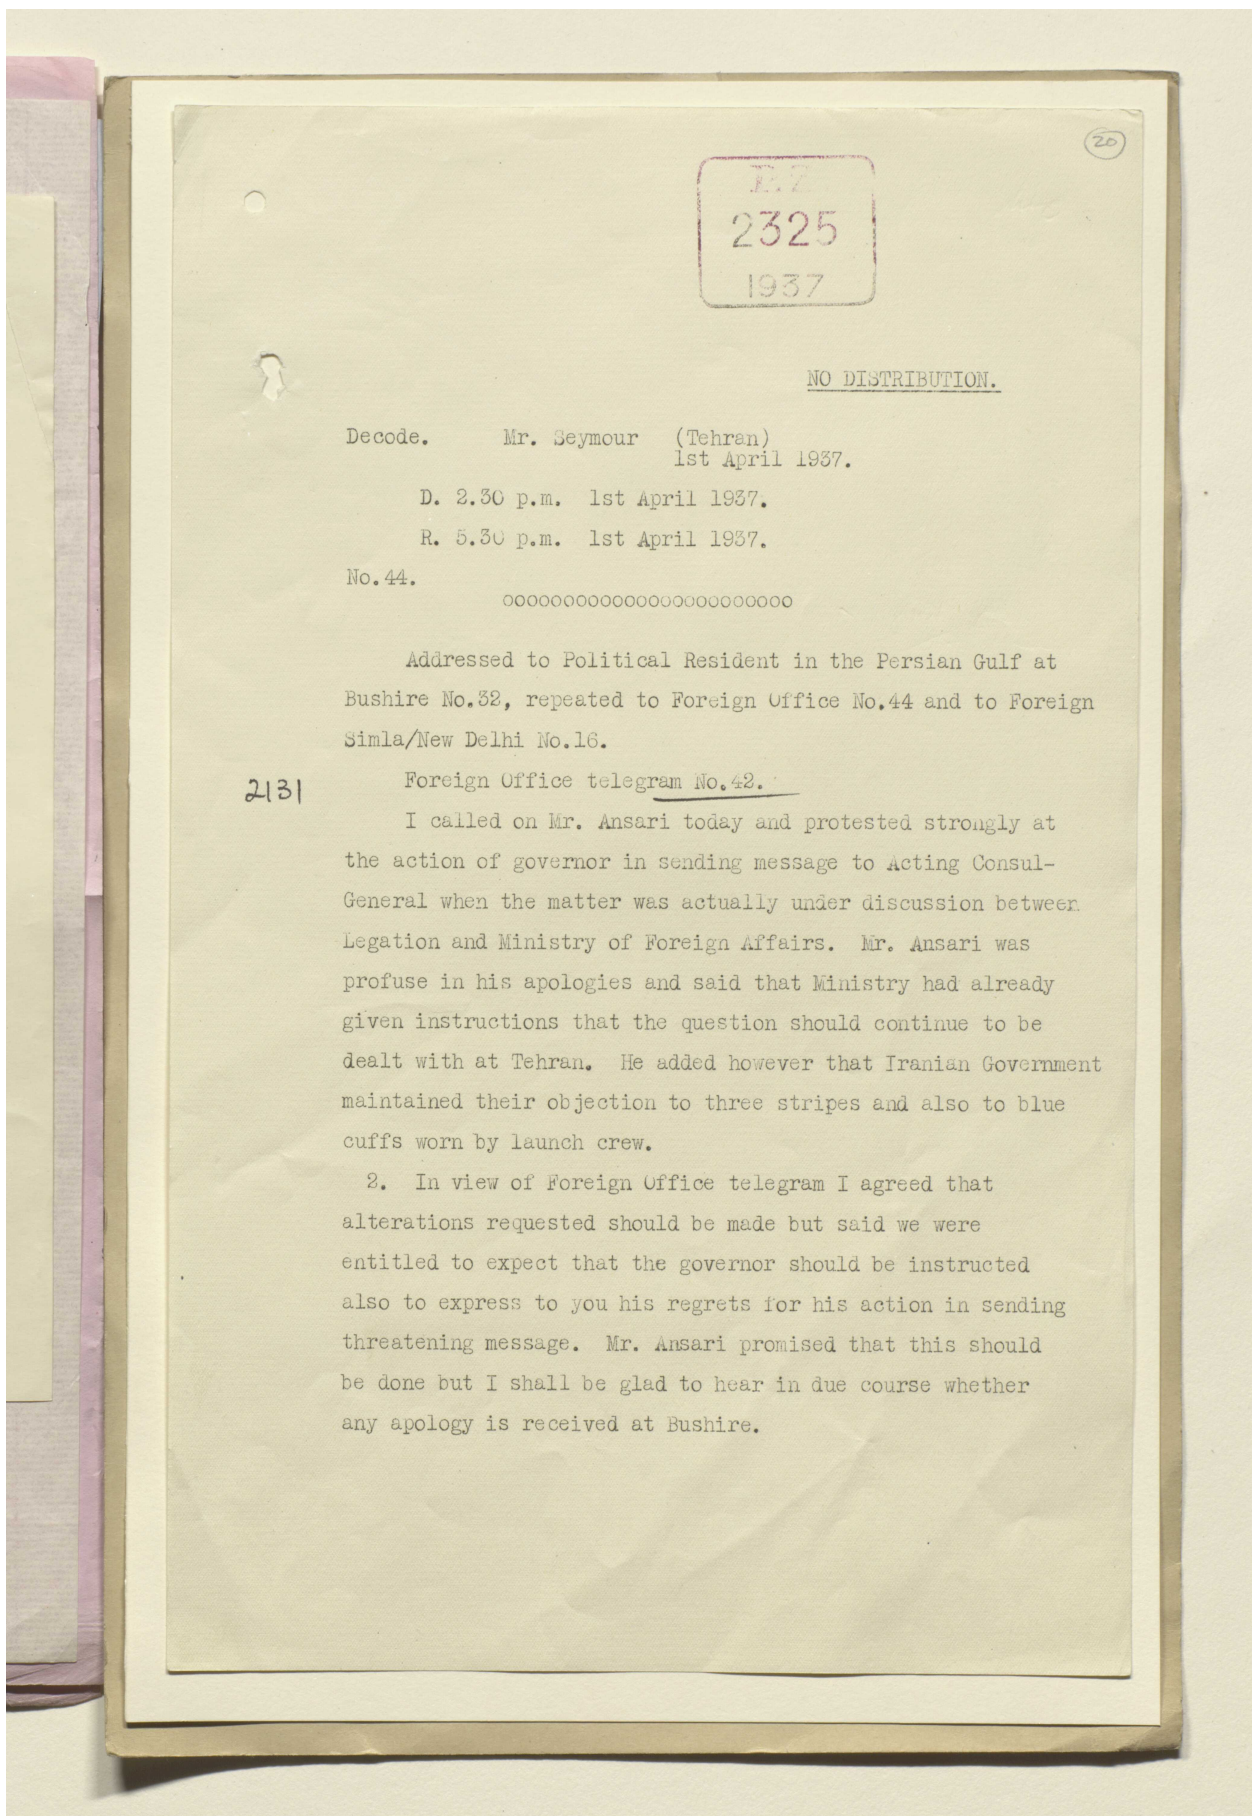 20
P.Z.
2325
1937
NO DISTRIBUTION.
Decode. Mr. Seymour (Tehran)
1st April 1937.
D. 2.30 p.m. 1st April 1937.
R. 5.30 p.m. 1st April 1937.
No.44.
oooooooooooooooooooooooo
Addressed to Political Resident in the Persian Gulf at
Bushire No.32, repeated to Foreign Office No.44 and to Foreign
Simla/New Delhi No.16.
2131 Foreign Office telegram No.42.
I called on Mr. Ansari today and protested strongly at
the action of governor in sending message to Acting Consul-
General when the matter was actually under discussion between
Legation and Ministry of Foreign Affairs. Mr. Ansari was
profuse in his apologies and said that Ministry had already
given instructions that the question should continue to be
dealt with at Tehran. He added however that Iranian Government
maintained their objection to three stripes and also to blue
cuffs worn by launch crew.
2. In view of Foreign Office telegram I agreed that
alterations requested should be made but said we were
entitled to expect that the governor should be instructed
also to express to you his regrets for his action in sending
threatening message. Mr. Ansari promised that this should
be done but I shall be glad to hear in due course whether
any apology is received at Bushire.